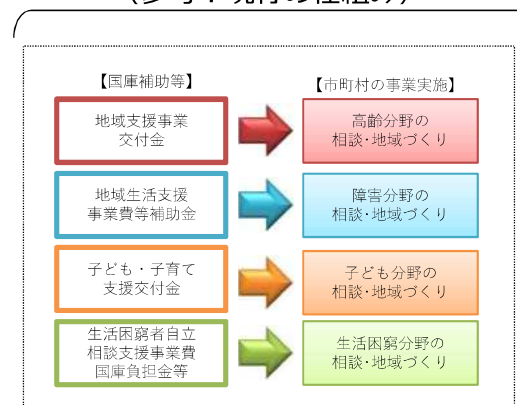 （参考：現行の仕組み）
【国庫補助等】
【市町村の事業実施】
地域支援事業
交付金
高齢分野の
相談･地域づくり
地域生活支援
事業費等補助金
障害分野の
相談･地域づくり
子ども・子育て
支援交付金
子ども分野の
相談･地域づくり
生活困窮者自立
相談支援事業費
国庫負担金等
生活困窮分野の
相談･地域づくり